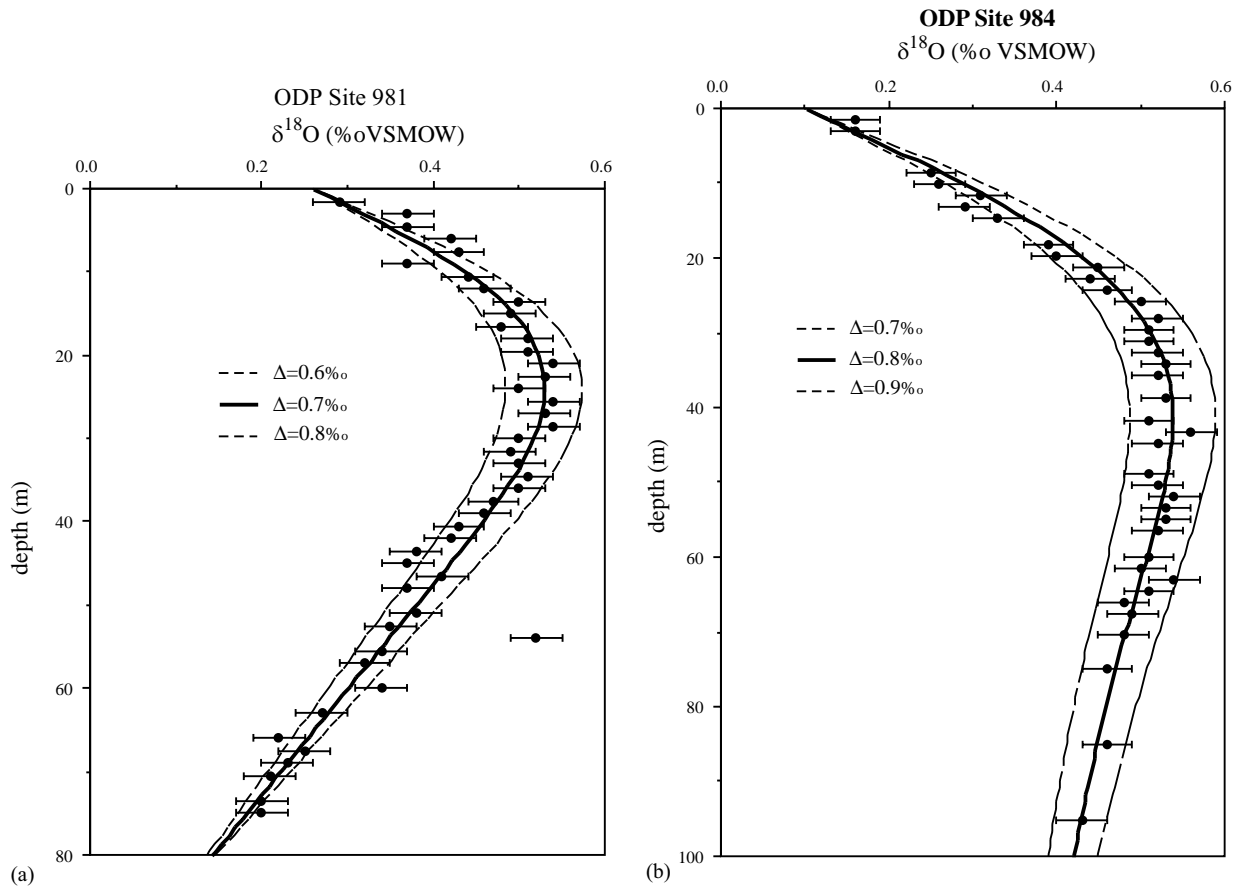 ODP Site 981
δ18O (%oVSMOW)
0.0 0.2 0.4 0.6
0
20
40
60
80
depth (m)
Δ=0.6%o
Δ=0.7%o
Δ=0.8%o
(a)
ODP Site 984
δ18O (%o VSMOW)
0.0 0.2 0.4 0.6
0
20
40
60
80
100
depth (m)
Δ=0.7%o
Δ=0.8%o
Δ=0.9%o
(b)